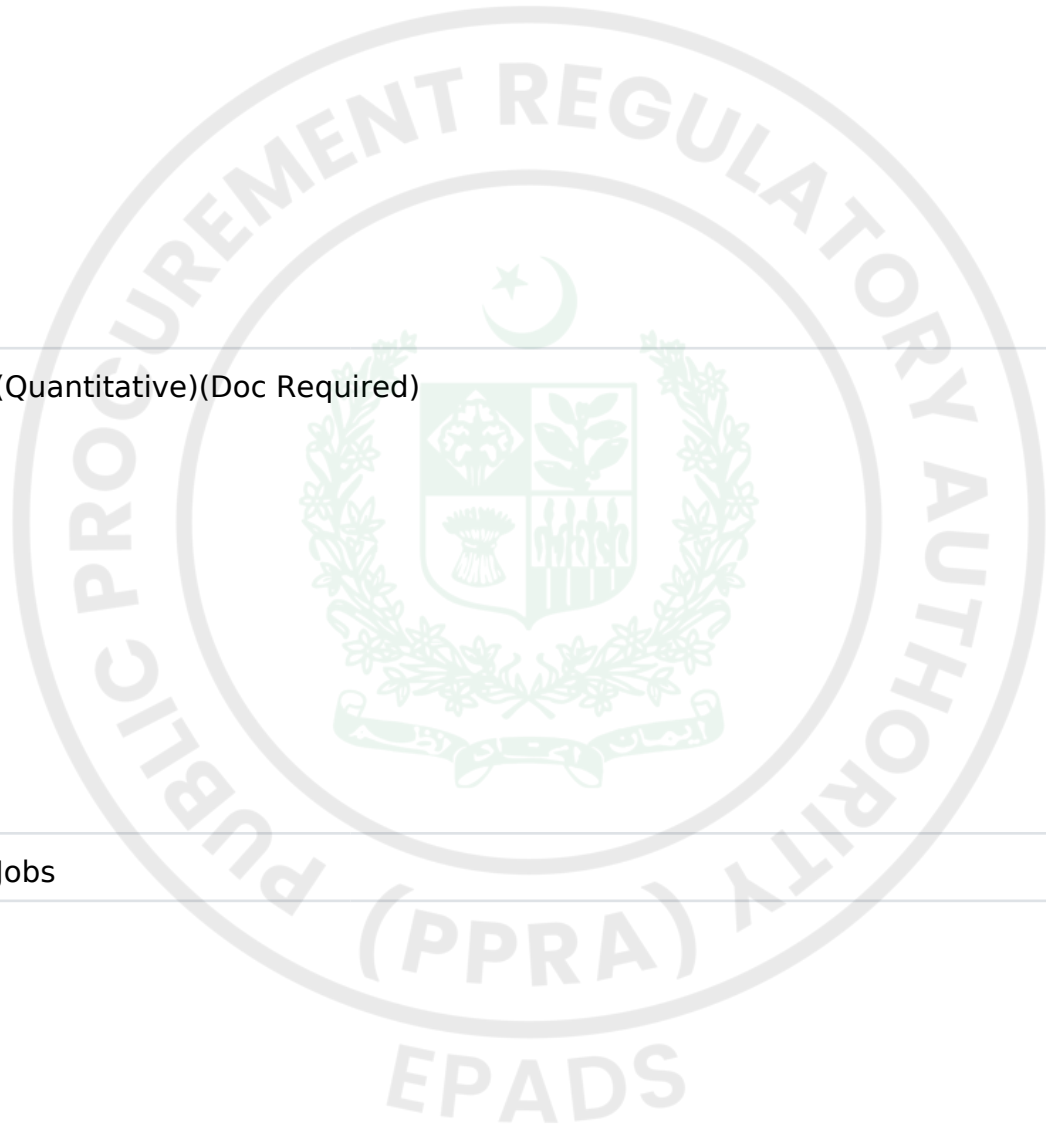 PUBLIC PROCUREMENT REGULATORY AUTHORITY
(Quantitative)(Doc Required)
Jobs
(PPRA)
EPADS